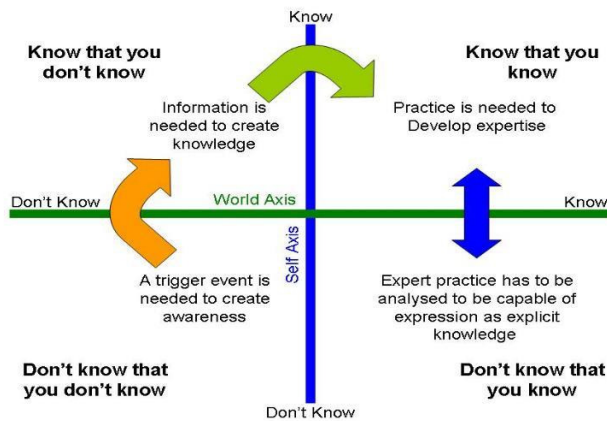 Know
Know that you
don't know
Know that you
know
Information is
needed to create
knowledge
Practice is needed to
Develop expertise
Don't Know
World Axis
Know
Self Axis
A trigger event is
needed to create
awareness
Expert practice has to be
analysed to be capable of
expression as explicit
knowledge
Don't know that
you don't know
Don't know that
you know
Don't Know